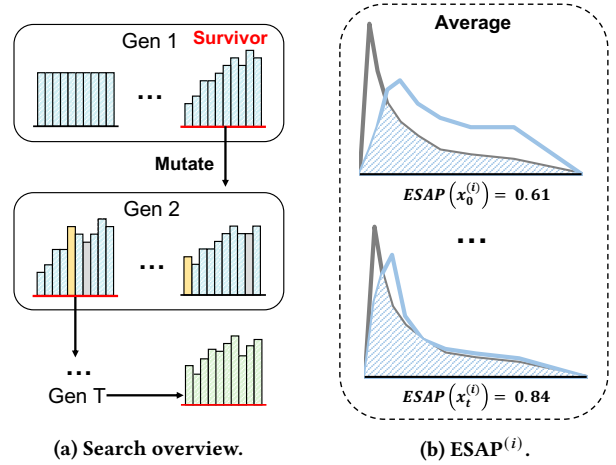 Gen 1
Survivor
...
Mutate
Gen 2
...
...
Gen T
(a) Search overview.
Average
ESAP(x₀⁽ⁱ⁾) = 0.61
...
ESAP(xₜ⁽ⁱ⁾) = 0.84
(b) ESAP⁽ⁱ⁾.